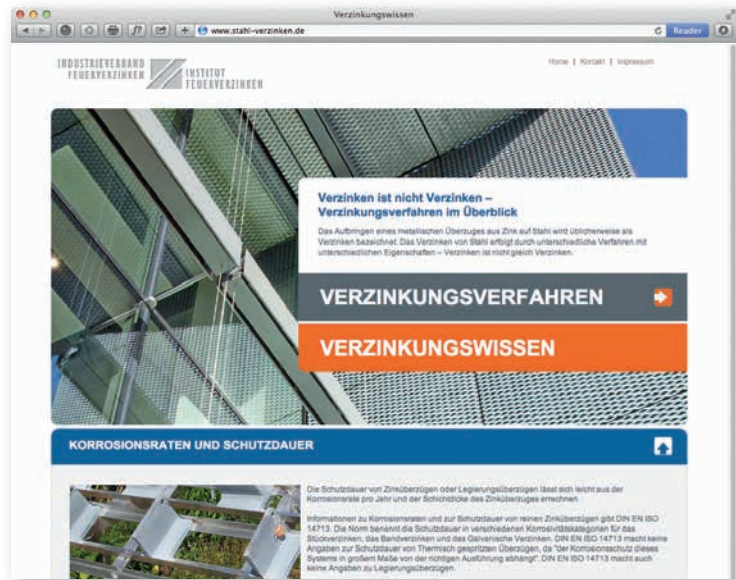 Verzinkungswissen
www.stahl-verzinken.de
Reader
INDUSTRIEVERBAND
FEUERVERZINKEN
INSTITUT
FEUERVERZINKEN
Home | Kontakt | Impressum
Verzinken ist nicht Verzinken –
Verzinkungsverfahren im Überblick
Das Aufbringen eines metallischen Überzuges aus Zink auf Stahl wird üblicherweise als
Verzinken bezeichnet. Das Verzinken von Stahl erfolgt durch unterschiedliche Verfahren mit
unterschiedlichen Eigenschaften – Verzinken ist nicht gleich Verzinken.
VERZINKUNGSVERFAHREN
VERZINKUNGSWISSEN
KORROSIONSRATEN UND SCHUTZDAUER
Die Schutzdauer von Zinküberzügen oder Legierungsüberzügen lässt sich leicht aus der
Korrosionsrate pro Jahr und der Schichtdicke des Zinküberzuges errechnen.
Informationen zu Korrosionsraten und zur Schutzdauer von reinen Zinküberzügen gibt DIN EN ISO
14713. Die Norm benennt die Schutzdauer in verschiedenen Korrosivitätskategorien für das
Stückverzinken, das Bandverzinken und das Galvanische Verzinken. DIN EN ISO 14713 macht keine
Angaben zur Schutzdauer von Thermisch gespritzten Überzügen, da "der Korrosionsschutz dieses
Systems in großem Maße von der richtigen Ausführung abhängt". DIN EN ISO 14713 macht auch
keine Angaben zu Legierungsüberzügen.